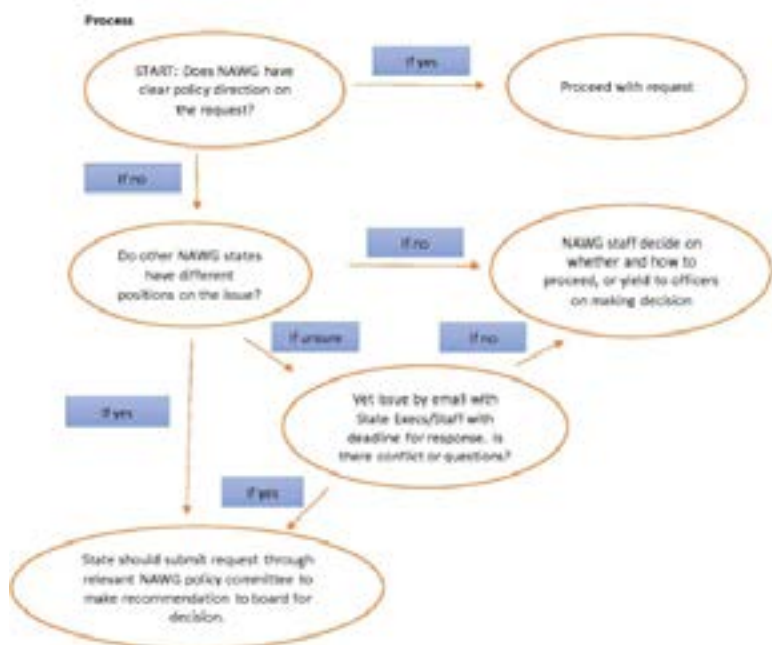 Process
START: Does NAWG have
clear policy direction on
the request?
If yes
Proceed with request
If no
Do other NAWG states
have different
positions on the issue?
If no
NAWG staff decide on
whether and how to
proceed, or yield to officers
on making decision
If unsure
If no
If yes
Vet issue by email with
State Execs/Staff with
deadline for response. Is
there conflict or questions?
If yes
State should submit request through
relevant NAWG policy committee to
make recommendation to board for
decision.